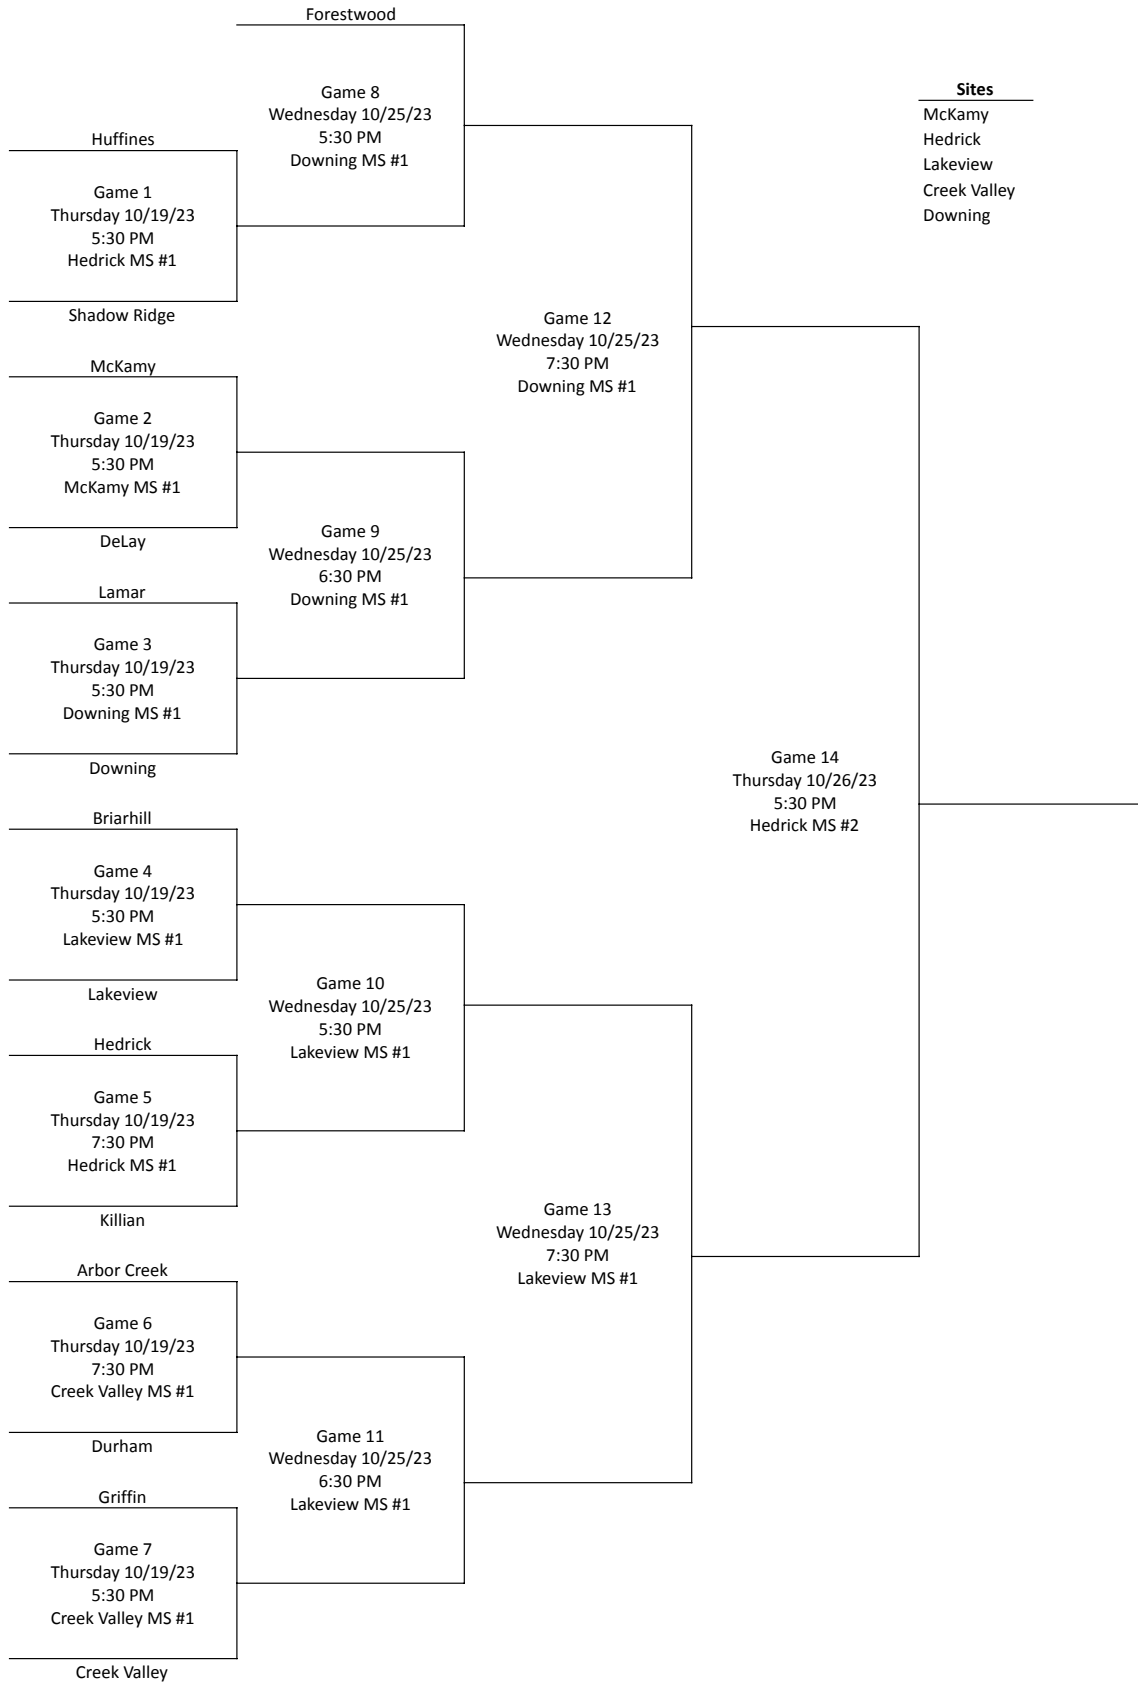 Forestwood
Game 8
Wednesday 10/25/23
5:30 PM
Downing MS #1
Sites
McKamy
Hedrick
Lakeview
Creek Valley
Downing
Huffines
Game 1
Thursday 10/19/23
5:30 PM
Hedrick MS #1
Shadow Ridge
Game 12
Wednesday 10/25/23
7:30 PM
Downing MS #1
McKamy
Game 2
Thursday 10/19/23
5:30 PM
McKamy MS #1
DeLay
Game 9
Wednesday 10/25/23
6:30 PM
Downing MS #1
Lamar
Game 3
Thursday 10/19/23
5:30 PM
Downing MS #1
Downing
Game 14
Thursday 10/26/23
5:30 PM
Hedrick MS #2
Briarhill
Game 4
Thursday 10/19/23
5:30 PM
Lakeview MS #1
Lakeview
Game 10
Wednesday 10/25/23
5:30 PM
Lakeview MS #1
Hedrick
Game 5
Thursday 10/19/23
7:30 PM
Hedrick MS #1
Killian
Game 13
Wednesday 10/25/23
7:30 PM
Lakeview MS #1
Arbor Creek
Game 6
Thursday 10/19/23
7:30 PM
Creek Valley MS #1
Durham
Game 11
Wednesday 10/25/23
6:30 PM
Lakeview MS #1
Griffin
Game 7
Thursday 10/19/23
5:30 PM
Creek Valley MS #1
Creek Valley